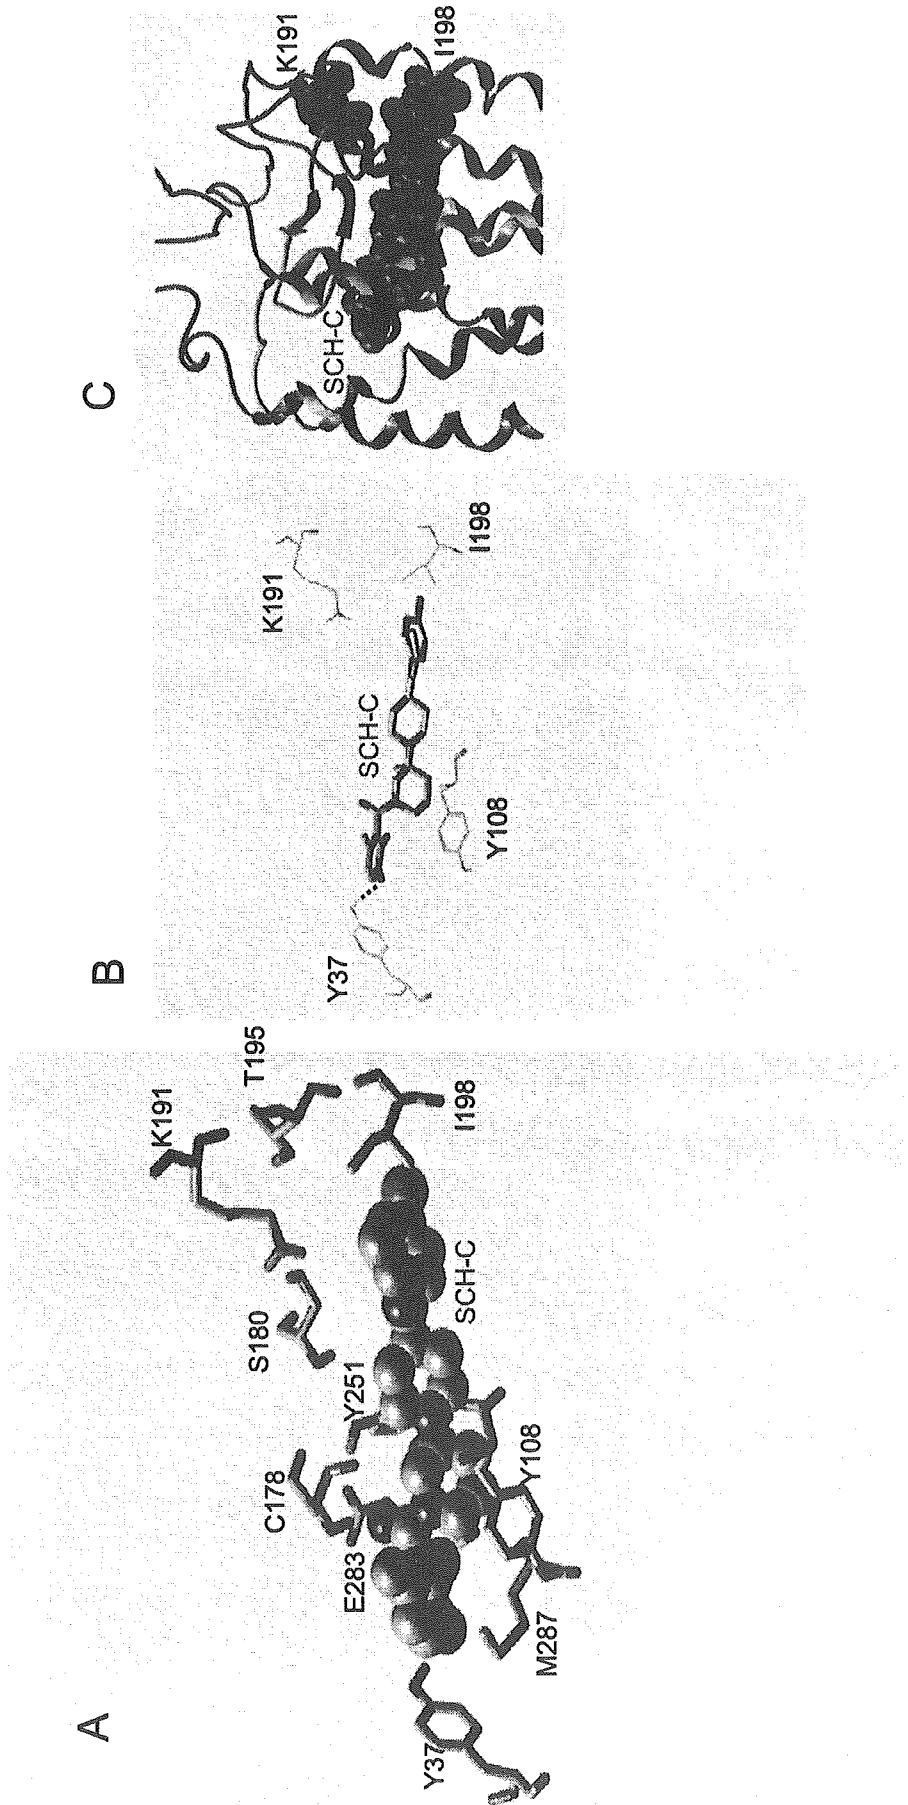 A
K191
T195
S180
Y251
C178
E283
I198
SCH-C
Y108
M287
Y37
B
K191
SCH-C
I198
Y37
Y108
C
K191
I198
SCH-C